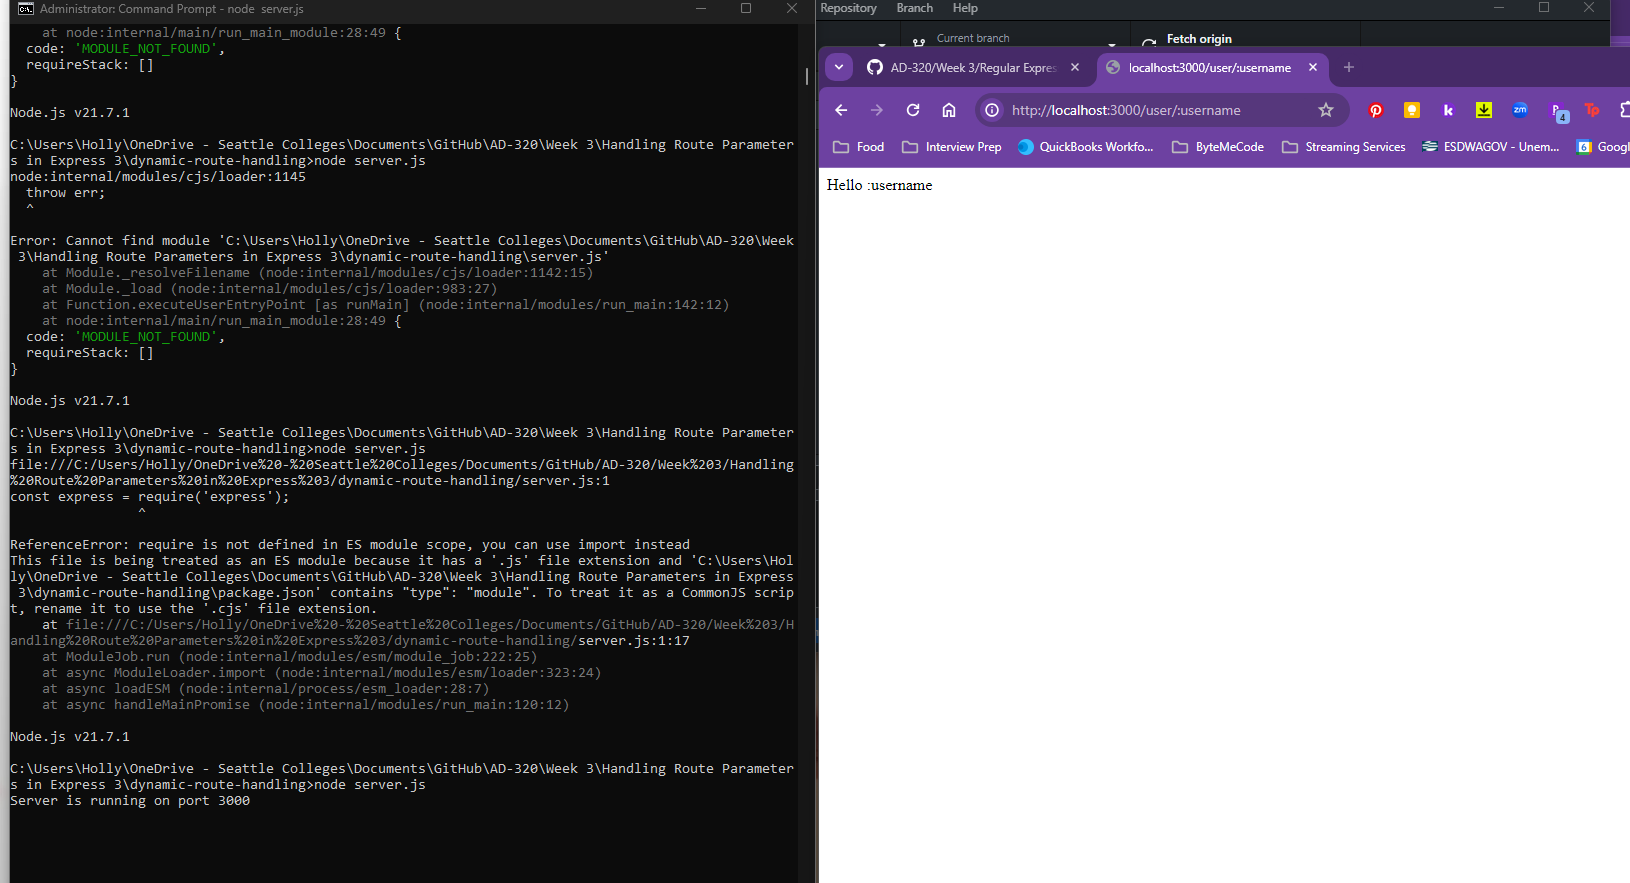 Administrator: Command Prompt - node  server.js
    at node:internal/main/run_main_module:28:49 {
  code: 'MODULE_NOT_FOUND',
  requireStack: []
}
Node.js v21.7.1
C:\Users\Holly\OneDrive - Seattle Colleges\Documents\GitHub\AD-320\Week 3\Handling Route Parameter
s in Express 3\dynamic-route-handling>node server.js
node:internal/modules/cjs/loader:1145
  throw err;
  ^
Error: Cannot find module 'C:\Users\Holly\OneDrive - Seattle Colleges\Documents\GitHub\AD-320\Week
 3\Handling Route Parameters in Express 3\dynamic-route-handling\server.js'
    at Module._resolveFilename (node:internal/modules/cjs/loader:1142:15)
    at Module._load (node:internal/modules/cjs/loader:983:27)
    at Function.executeUserEntryPoint [as runMain] (node:internal/modules/run_main:142:12)
    at node:internal/main/run_main_module:28:49 {
  code: 'MODULE_NOT_FOUND',
  requireStack: []
}
Node.js v21.7.1
C:\Users\Holly\OneDrive - Seattle Colleges\Documents\GitHub\AD-320\Week 3\Handling Route Parameter
s in Express 3\dynamic-route-handling>node server.js
file:///C:/Users/Holly/OneDrive%20-%20Seattle%20Colleges/Documents/GitHub/AD-320/Week%203/Handling
%20Route%20Parameters%20in%20Express%203/dynamic-route-handling/server.js:1
const express = require('express');
                ^
ReferenceError: require is not defined in ES module scope, you can use import instead
This file is being treated as an ES module because it has a '.js' file extension and 'C:\Users\Hol
ly\OneDrive - Seattle Colleges\Documents\GitHub\AD-320\Week 3\Handling Route Parameters in Express
 3\dynamic-route-handling\package.json' contains "type": "module". To treat it as a CommonJS scrip
t, rename it to use the '.cjs' file extension.
    at file:///C:/Users/Holly/OneDrive%20-%20Seattle%20Colleges/Documents/GitHub/AD-320/Week%203/H
andling%20Route%20Parameters%20in%20Express%203/dynamic-route-handling/server.js:1:17
    at ModuleJob.run (node:internal/modules/esm/module_job:222:25)
    at async ModuleLoader.import (node:internal/modules/esm/loader:323:24)
    at async loadESM (node:internal/process/esm_loader:28:7)
    at async handleMainPromise (node:internal/modules/run_main:120:12)
Node.js v21.7.1
C:\Users\Holly\OneDrive - Seattle Colleges\Documents\GitHub\AD-320\Week 3\Handling Route Parameter
s in Express 3\dynamic-route-handling>node server.js
Server is running on port 3000
Repository Branch Help
Current branch
Fetch origin
AD-320/Week 3/Regular Expres
localhost:3000/user/:username
http://localhost:3000/user/:username
zm
4
Tp
Food Interview Prep QuickBooks Workfo... ByteMeCode Streaming Services ESDWAGOV - Unem... Googl
Hello :username